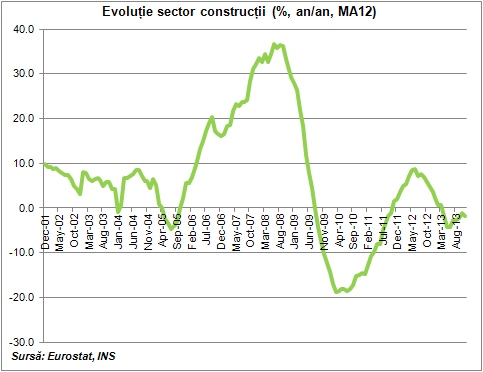 Evoluție sector construcții (%, an/an, MA12)
40.0
30.0
20.0
10.0
0.0
-10.0
-20.0
-30.0
Dec-01
May-02
Oct-02
Mar-03
Aug-03
Jan-04
Jun-04
Nov-04
Apr-05
Sep-05
Feb-06
Jul-06
Dec-06
May-07
Oct-07
Mar-08
Aug-08
Jan-09
Jun-09
Nov-09
Apr-10
Sep-10
Feb-11
Jul-11
Dec-11
May-12
Oct-12
Mar-13
Aug-13
Sursă: Eurostat, INS